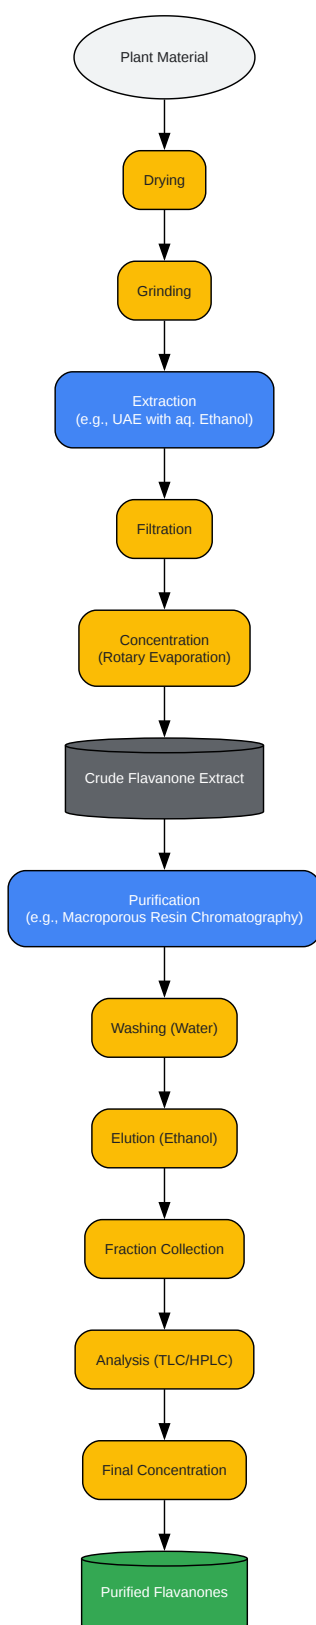 Plant Material
Drying
Grinding
Extraction
(e.g., UAE with aq. Ethanol)
Filtration
Concentration
(Rotary Evaporation)
Crude Flavanone Extract
Purification
(e.g., Macroporous Resin Chromatography)
Washing (Water)
Elution (Ethanol)
Fraction Collection
Analysis (TLC/HPLC)
Final Concentration
Purified Flavanones